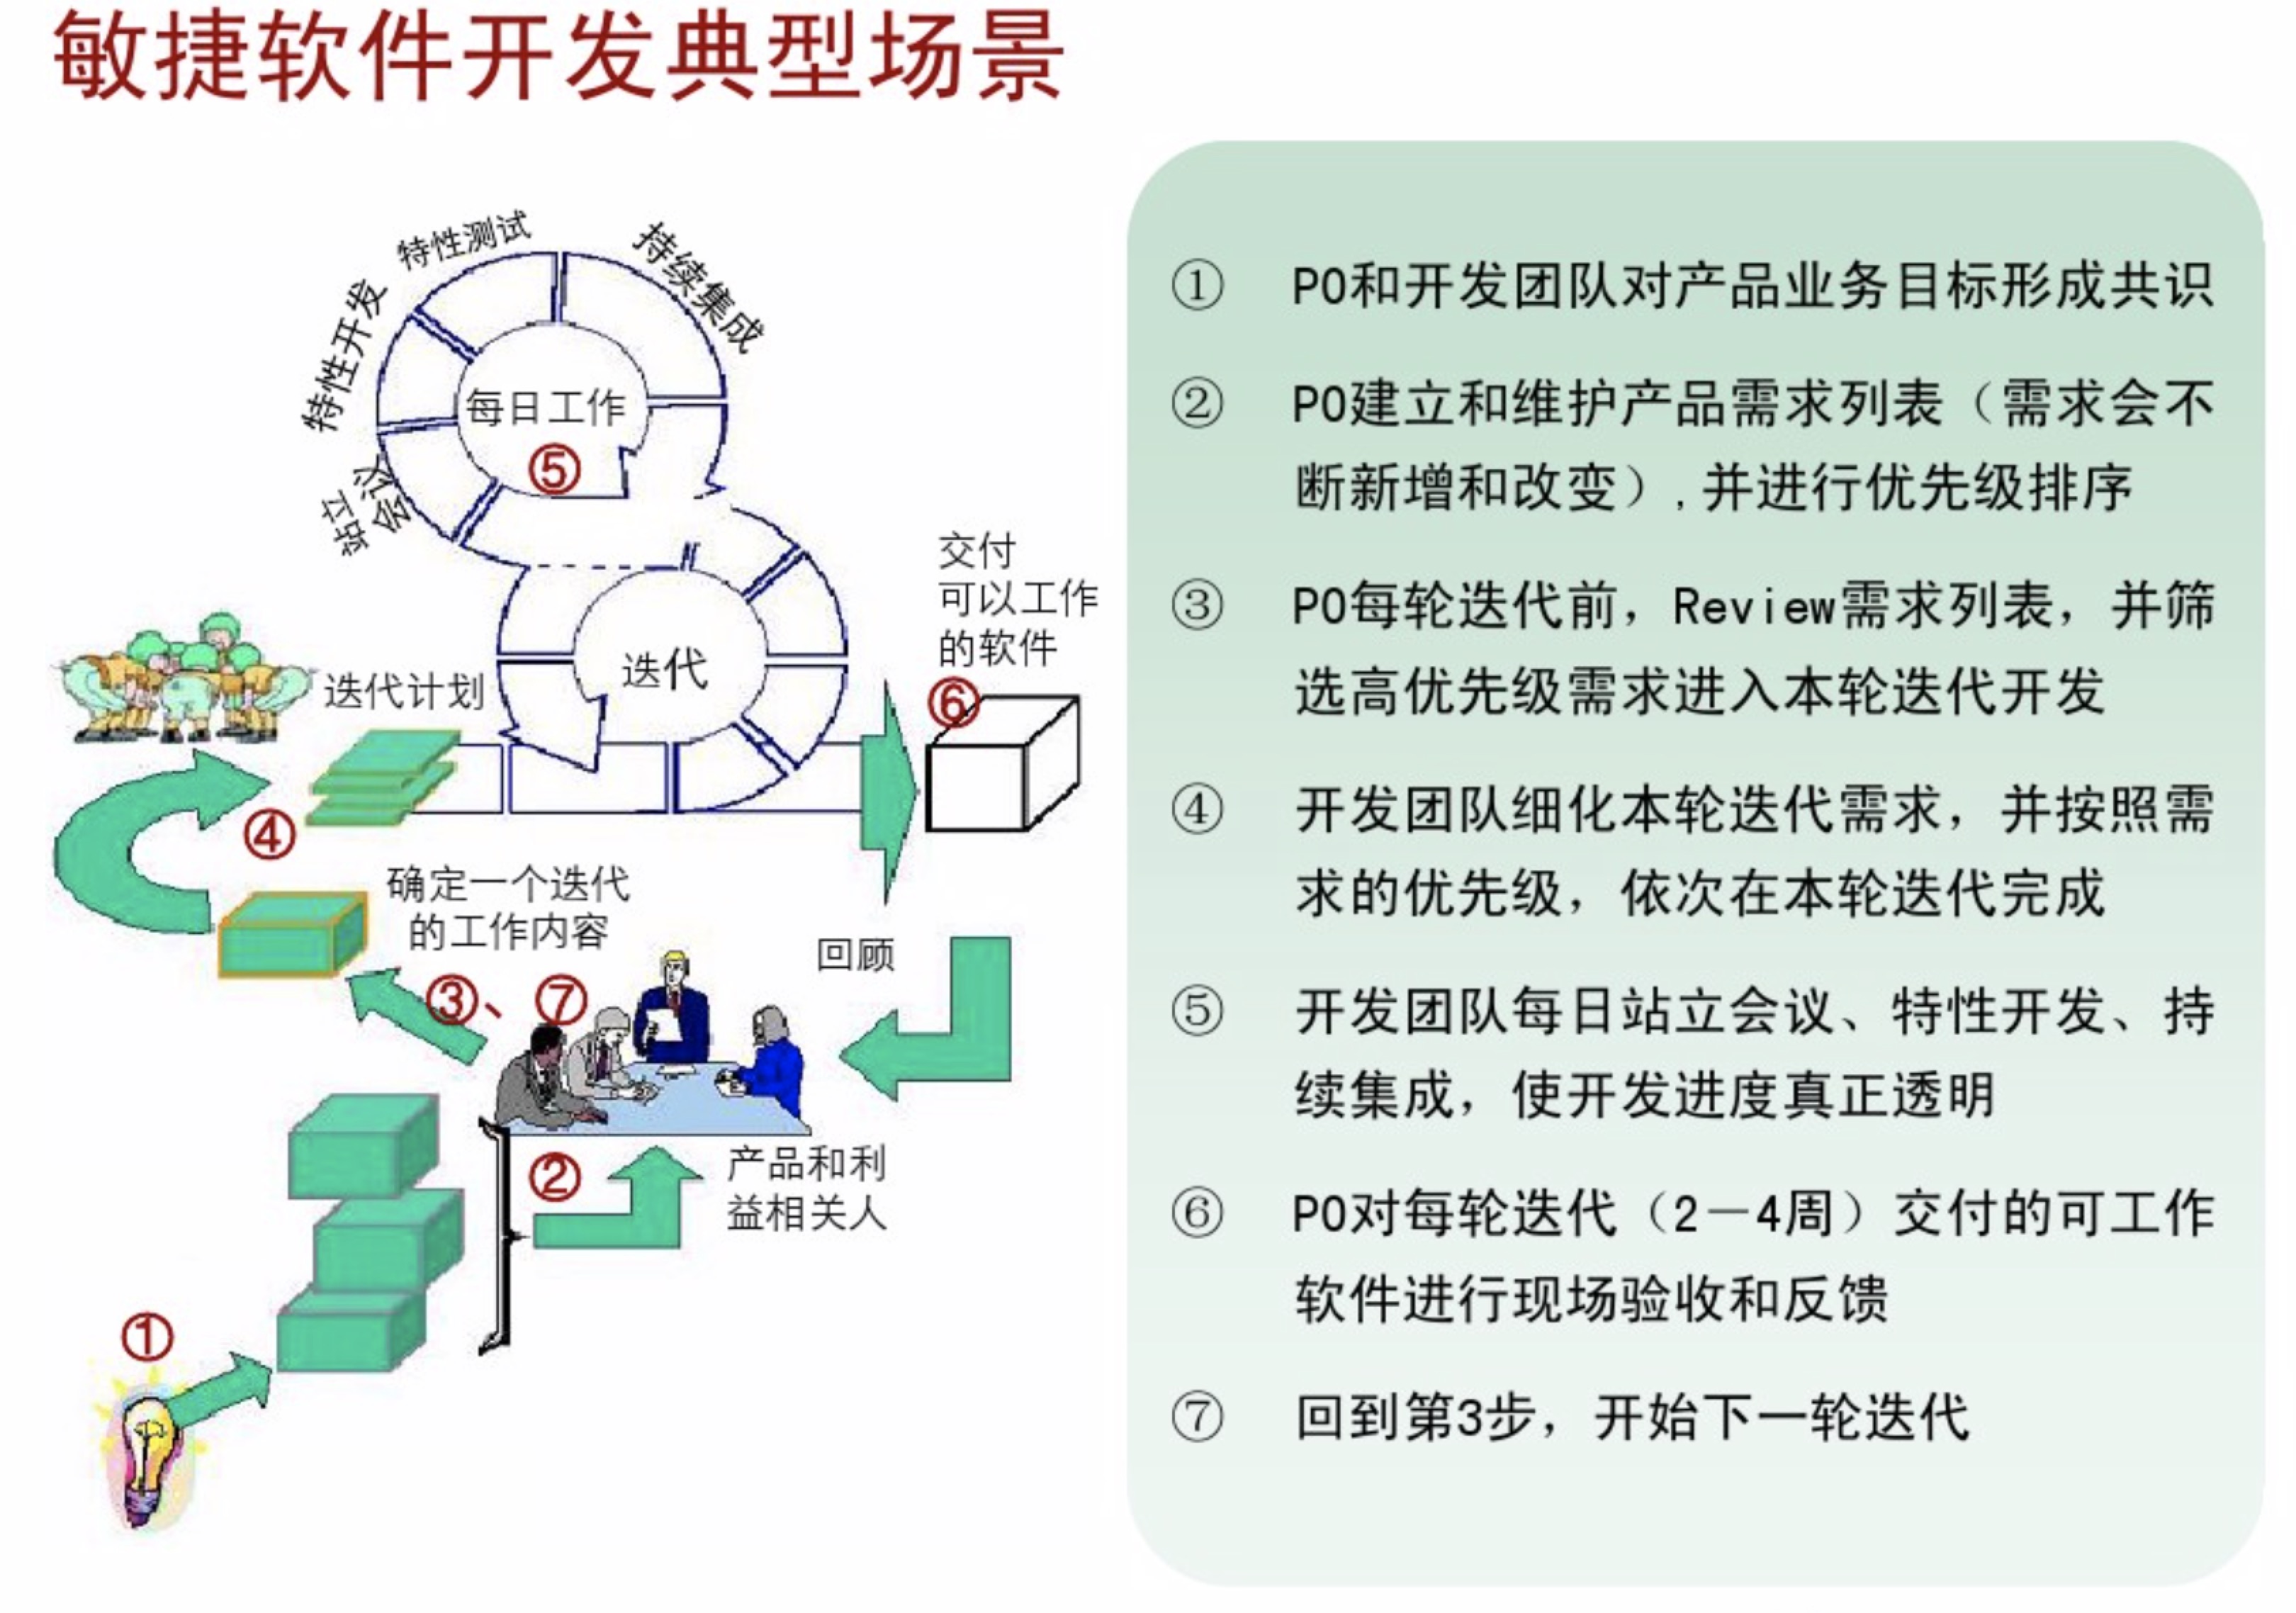 敏捷软件开发典型场景
特性测试
持续集成
特性开发
每日工作
⑤
站立
会议
迭代
交付
可以工作
的软件
⑥
迭代计划
④
确定一个迭代
的工作内容
③、⑦
回顾
②
产品和利
益相关人
①
① PO和开发团队对产品业务目标形成共识
② PO建立和维护产品需求列表（需求会不
断新增和改变）,并进行优先级排序
③ PO每轮迭代前，Review需求列表，并筛
选高优先级需求进入本轮迭代开发
④ 开发团队细化本轮迭代需求，并按照需
求的优先级，依次在本轮迭代完成
⑤ 开发团队每日站立会议、特性开发、持
续集成，使开发进度真正透明
⑥ PO对每轮迭代（2－4周）交付的可工作
软件进行现场验收和反馈
⑦ 回到第3步，开始下一轮迭代